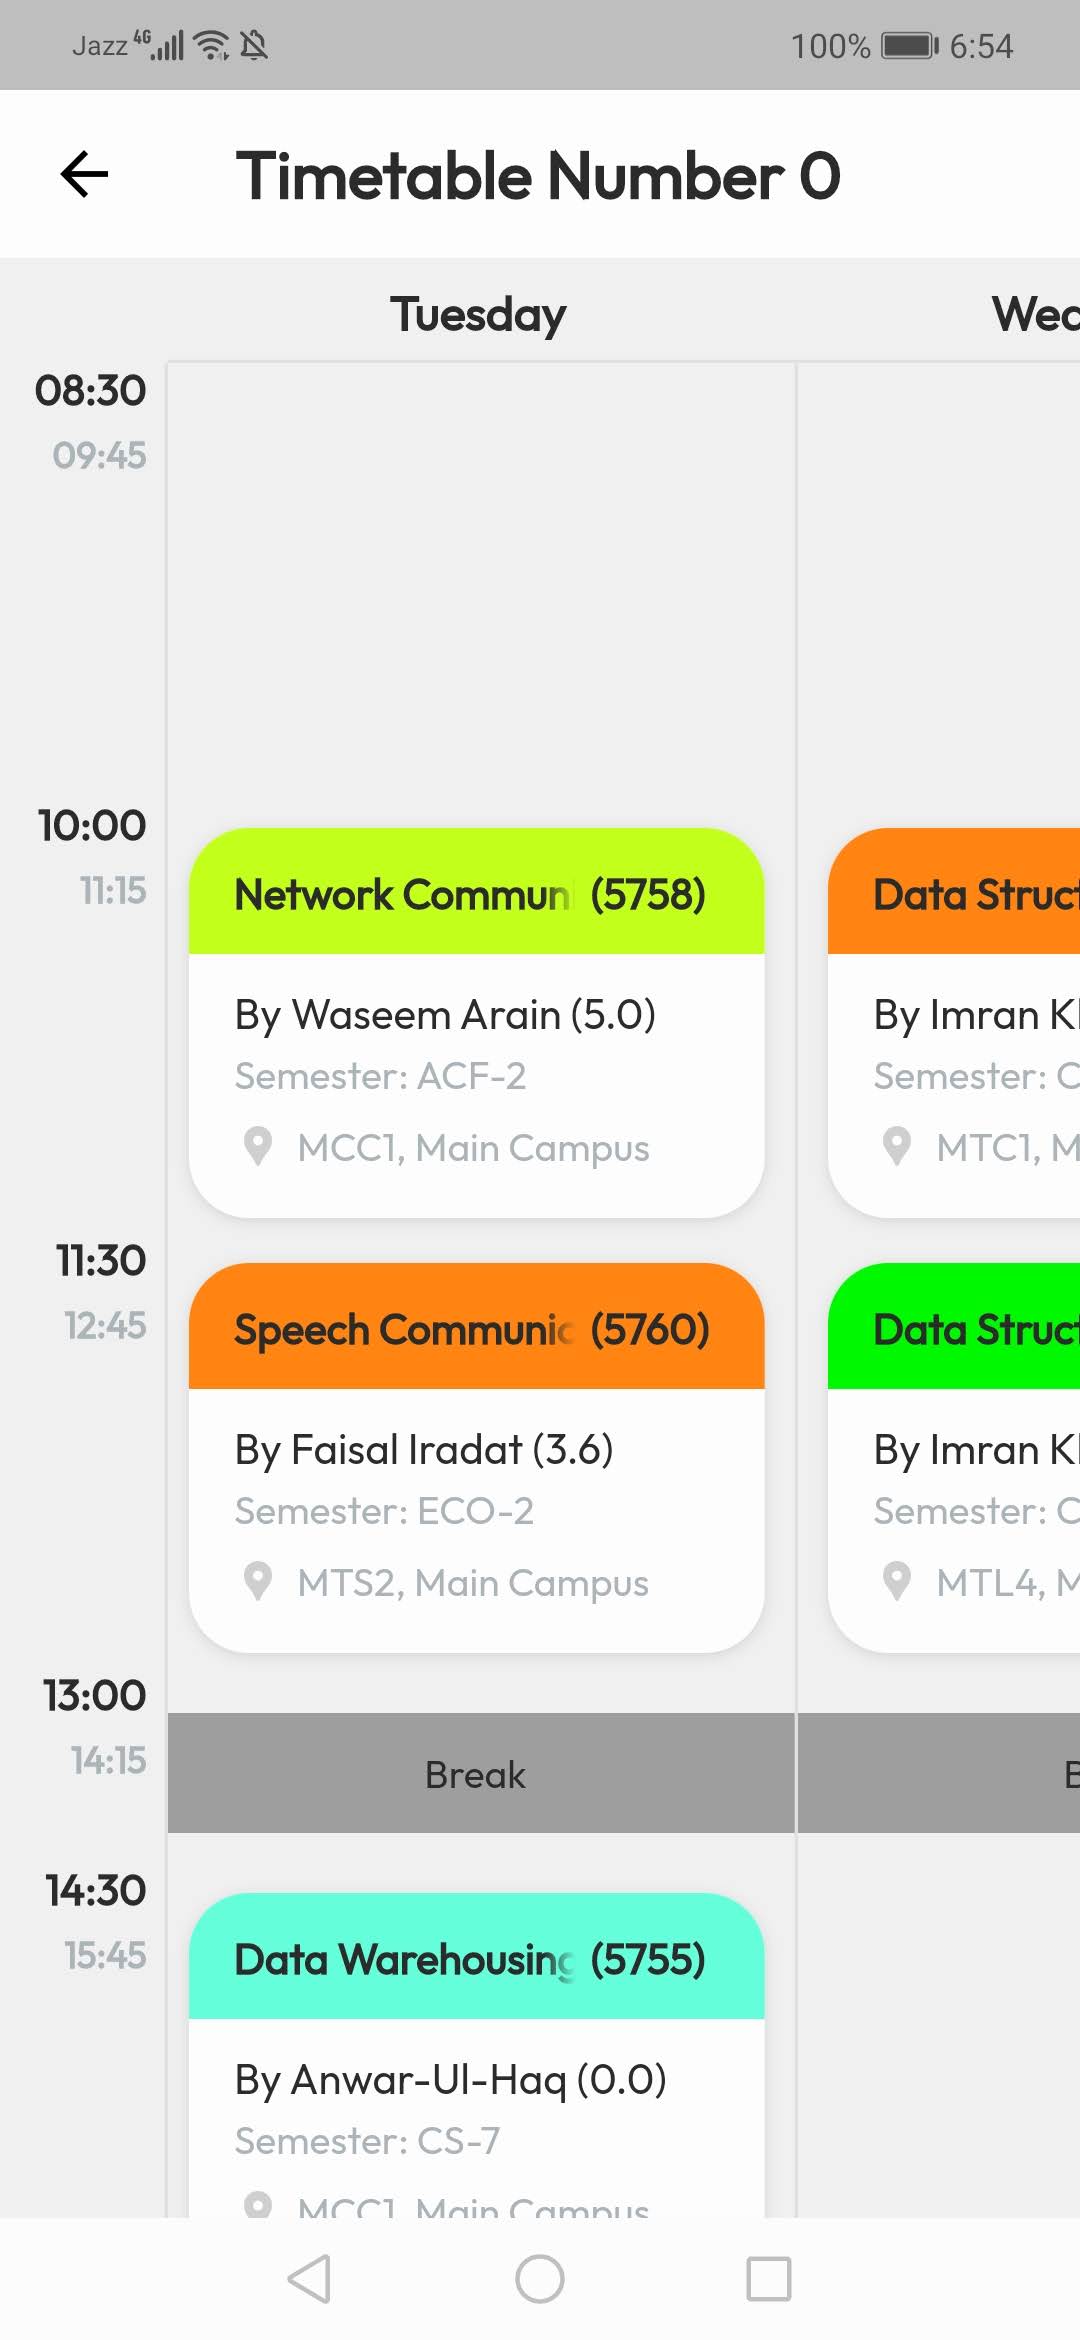 Jazz 4G 100% 6:54
Timetable Number 0
Tuesday
08:30
09:45
10:00
11:15
Network Commun (5758)
By Waseem Arain (5.0)
Semester: ACF-2
MCC1, Main Campus
Data Struct
By Imran
Semester: C
MTC1, M
11:30
12:45
Speech Communic (5760)
By Faisal Iradat (3.6)
Semester: ECO-2
MTS2, Main Campus
Data Struct
By Imran
Semester: C
MTL4, M
13:00
14:15
Break
14:30
15:45
Data Warehousing (5755)
By Anwar-Ul-Haq (0.0)
Semester: CS-7
MCC1, Main Campus